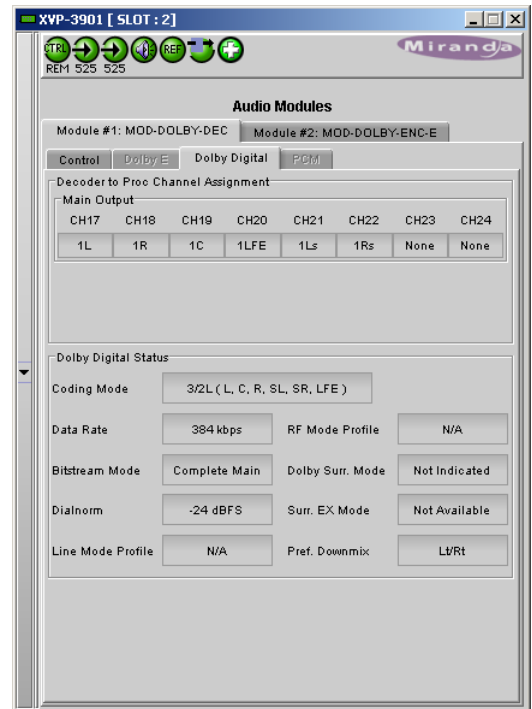 XVP-3901 [ SLOT : 2]
CTRL REF
REM 525 525
Miranda
Audio Modules
Module #1: MOD-DOLBY-DEC Module #2: MOD-DOLBY-ENC-E
Control Dolby E Dolby Digital PCM
Decoder to Proc Channel Assignment
Main Output
CH17 CH18 CH19 CH20 CH21 CH22 CH23 CH24
1L 1R 1C 1LFE 1Ls 1Rs None None
Dolby Digital Status
Coding Mode 3/2L ( L, C, R, SL, SR, LFE )
Data Rate 384 kbps RF Mode Profile N/A
Bitstream Mode Complete Main Dolby Surr. Mode Not Indicated
Dialnorm -24 dBFS Surr. EX Mode Not Available
Line Mode Profile N/A Pref. Downmix Lt/Rt